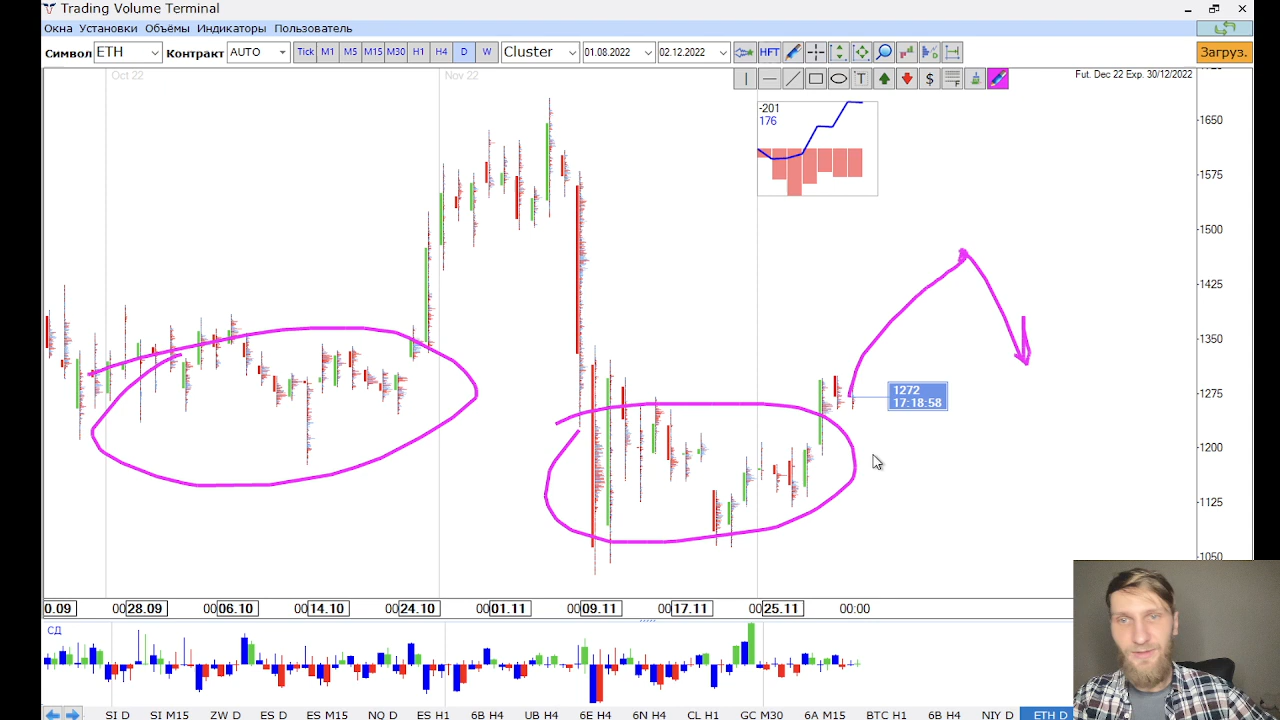 Trading Volume Terminal
Окна Установки Объёмы Индикаторы Пользователь
Символ ETH Контракт AUTO Tick M1 M5 M15 M30 H1 H4 D W Cluster 01.08.2022 02.12.2022 HFT Загруз.
T $ F
Oct 22 Nov 22 Fut. Dec 22 Exp. 30/12/2022
-201
176
1650
1575
1500
1425
1350
1275
1272
17:18:58
1200
1125
1050
0.09 00 28.09 00 06.10 00 14.10 00 24.10 00 01.11 00 09.11 00 17.11 00 25.11 00:00
СД
SI D SI M15 ZW D ES D ES M15 NQ D ES H1 6B H4 UB H4 6E H4 6N H4 CL H1 GC M30 6A M15 BTC H1 6B H4 NIY D ETH D